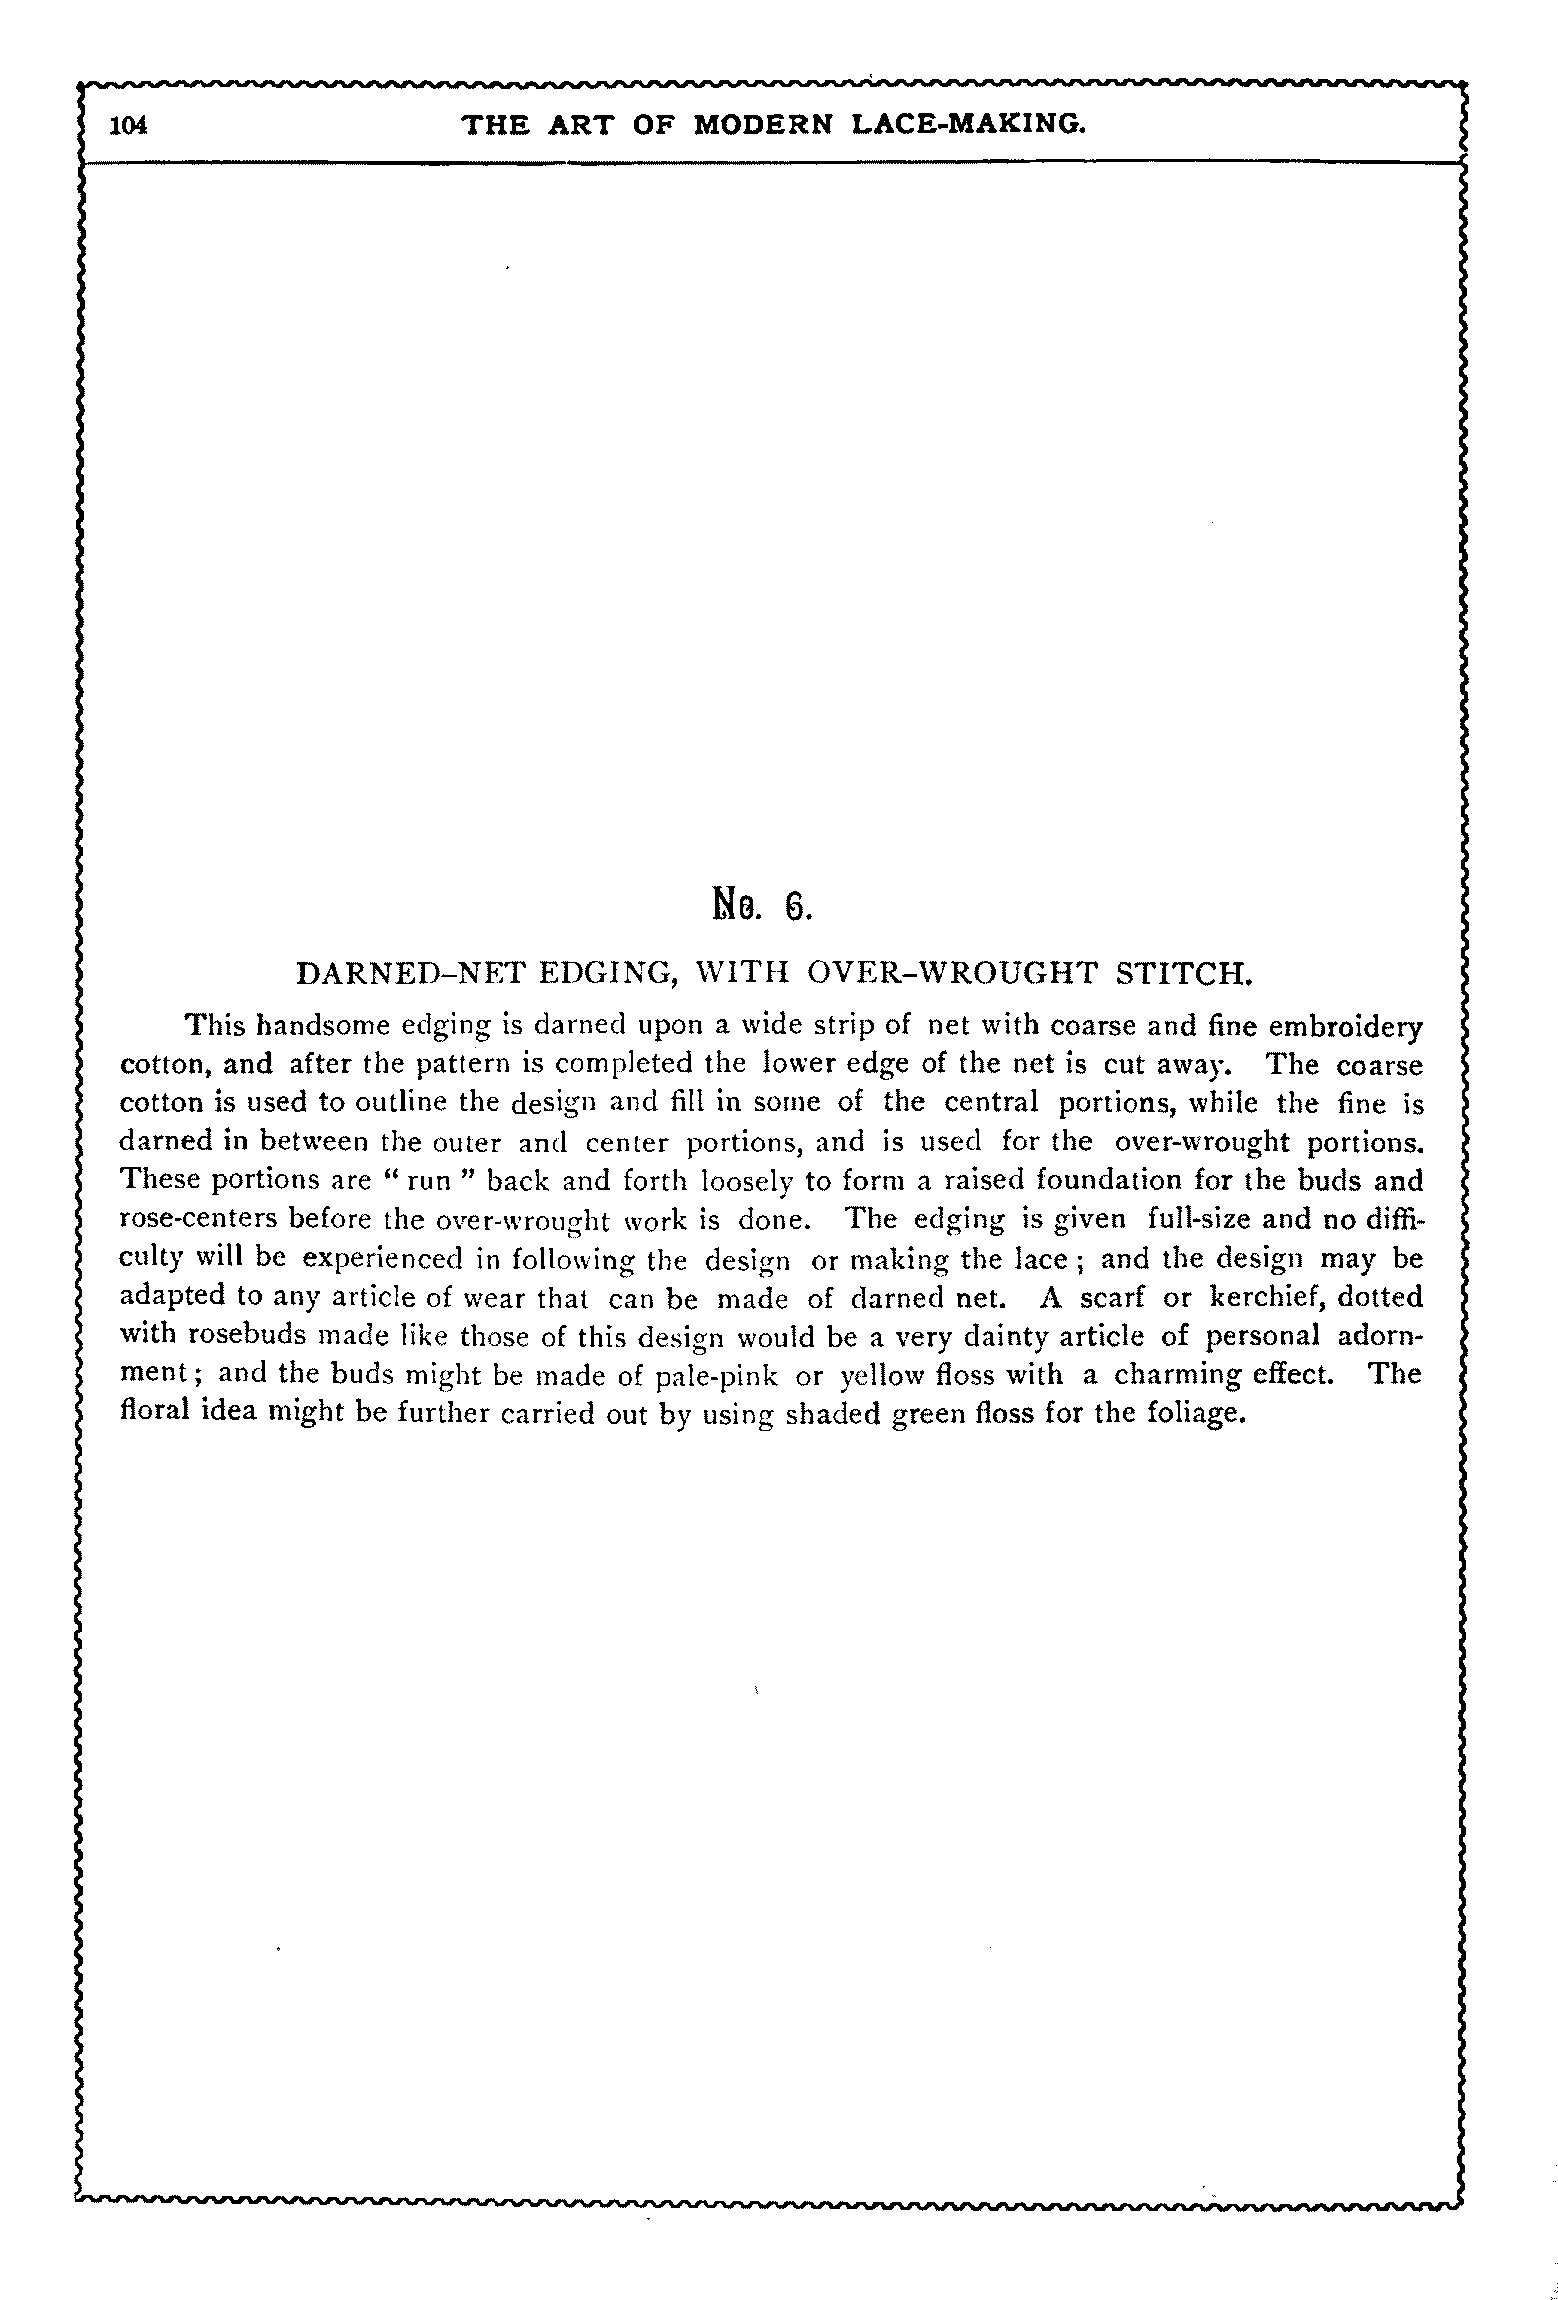 104 THE ART OF MODERN LACE-MAKING.
No. 6.
DARNED–NET EDGING, WITH OVER–WROUGHT STITCH.
This handsome edging is darned upon a wide strip of net with coarse and fine embroidery
cotton, and after the pattern is completed the lower edge of the net is cut away. The coarse
cotton is used to outline the design and fill in some of the central portions, while the fine is
darned in between the outer and center portions, and is used for the over-wrought portions.
These portions are “ run ” back and forth loosely to form a raised foundation for the buds and
rose-centers before the over-wrought work is done. The edging is given full-size and no diffi-
culty will be experienced in following the design or making the lace ; and the design may be
adapted to any article of wear that can be made of darned net. A scarf or kerchief, dotted
with rosebuds made like those of this design would be a very dainty article of personal adorn-
ment ; and the buds might be made of pale-pink or yellow floss with a charming effect. The
floral idea might be further carried out by using shaded green floss for the foliage.